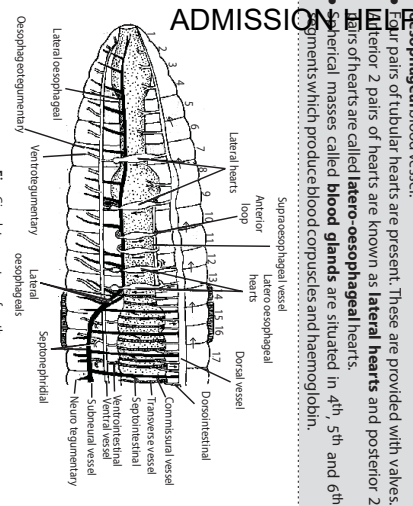 ADMISSION HELP
Four pairs of tubular hearts are present. These are provided with valves.
Anterior 2 pairs of hearts are known as lateral hearts and posterior 2
pairs of hearts are called latero-oesophageal hearts.
• Spherical masses called blood glands are situated in 4th, 5th and 6th
segments which produce blood corpuscles and haemoglobin.
Supraoesophageal vessel
Latero oesophageal
hearts
Anterior
loop
Lateral hearts
Dorsal vessel
Dorsointestinal
1
2
3
4
5
6
7
8
9
10
11
12
13
14
15
16
17
Commissural vessel
Transverse vessel
Septointestinal
Ventrointestinal
Ventral vessel
Subneural vessel
Neuro tegumentary
Septonephridial
Lateral
oesophageals
Ventrotegumentary
Lateral oesophageal
Oesophageotegumentary